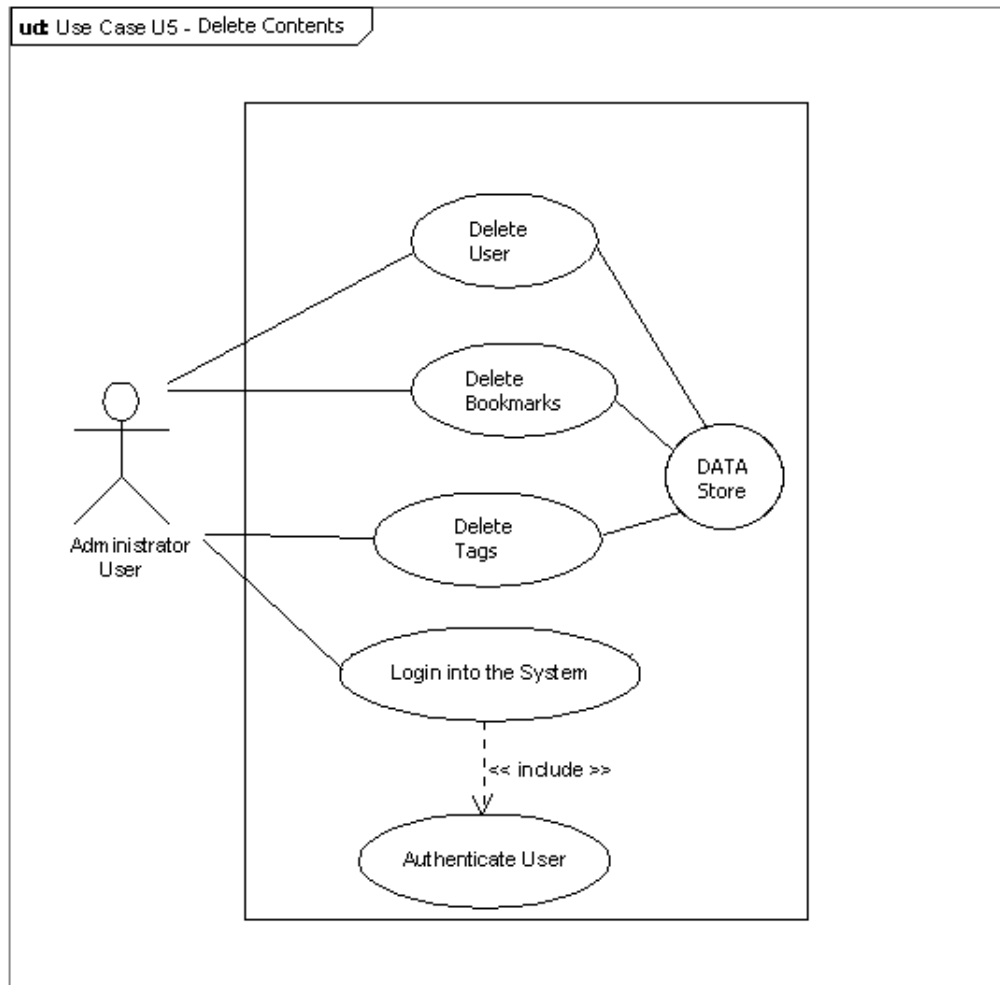 uct Use Case U5 - Delete Contents
Delete
User
Delete
Bookmarks
DATA
Store
Delete
Tags
Administrator
User
Login into the System
<< include >>
Authenticate User